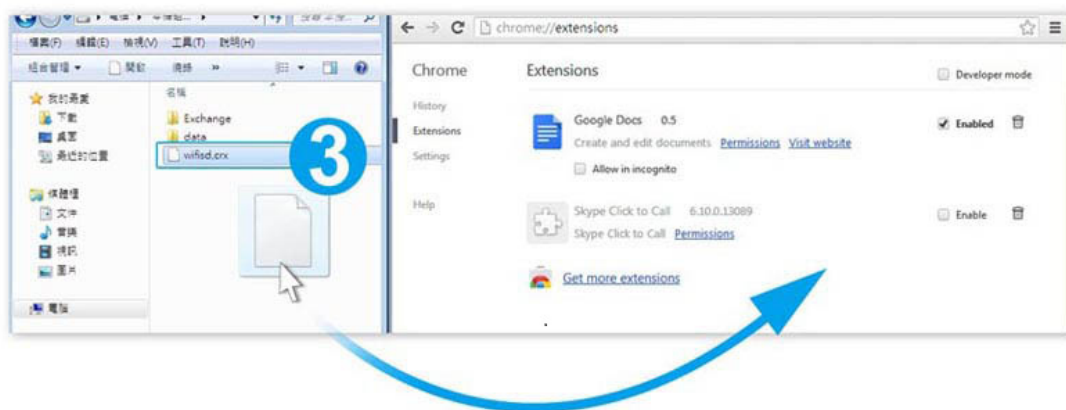 檔案(F) 編輯(E) 檢視(V) 工具(T) 說明(H)
組合管理 開啟 燒錄 »
我的最愛
下載
桌面
最近的位置
媒體櫃
文件
音樂
視訊
圖片
電腦
名稱
Exchange
data
wifisd.crx
3
chrome://extensions
Chrome
History
Extensions
Settings
Help
Extensions
Developer mode
Google Docs 0.5
Enabled
Create and edit documents Permissions Visit website
Allow in incognito
Skype Click to Call 6.10.0.13089
Enable
Skype Click to Call Permissions
Get more extensions